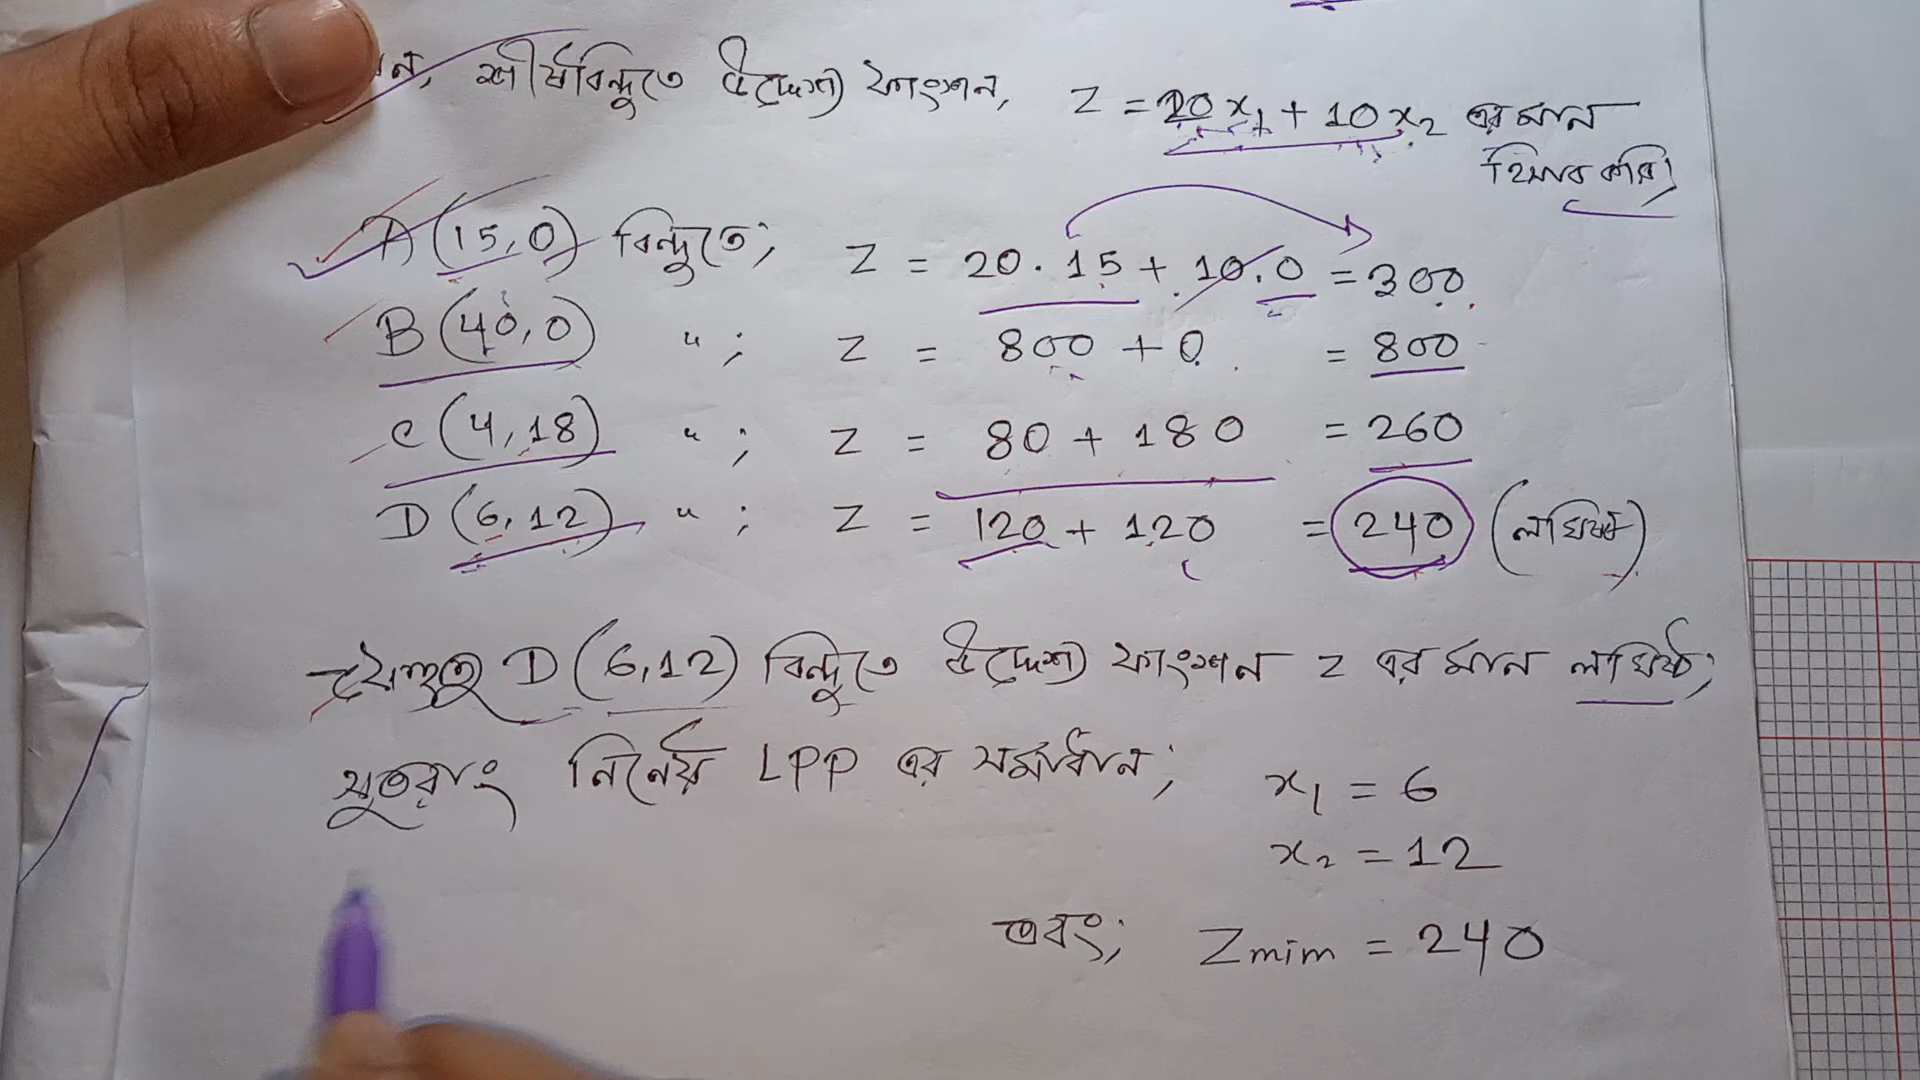 ন, শীর্ষবিন্দুতে উদ্দেশ্য ফাংশন, Z = 20x₁ + 10x₂ এর মান
হিসাব করি।
A (15,0) বিন্দুতে; Z = 20.15 + 10.0 = 300
B (40,0) " ; Z = 800 + 0 = 800
C (4,18) " ; Z = 80 + 180 = 260
D (6,12) " ; Z = 120 + 120 = 240 (লঘিষ্ঠ)
যেহেতু D (6,12) বিন্দুতে উদ্দেশ্য ফাংশন Z এর মান লঘিষ্ঠ;
সুতরাং নির্নেয় LPP এর সমাধান; x₁ = 6
x₂ = 12
এবং; Zmim = 240